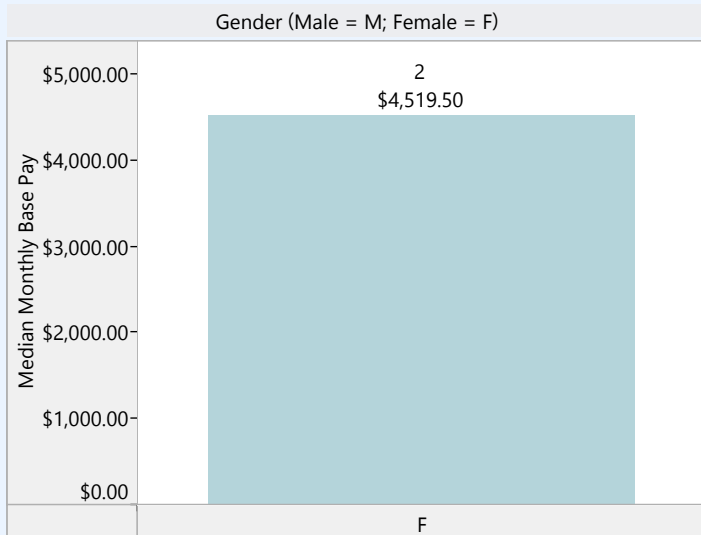 Gender (Male = M; Female = F)
Median Monthly Base Pay
$5,000.00
$4,000.00
$3,000.00
$2,000.00
$1,000.00
$0.00
2
$4,519.50
F